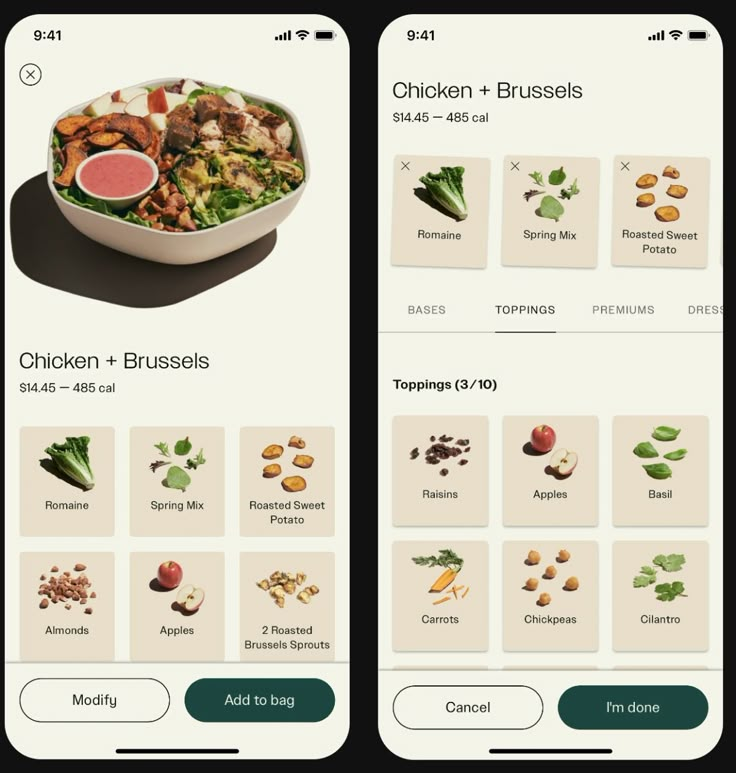 9:41
Chicken + Brussels
$14.45 — 485 cal
Romaine
Spring Mix
Roasted Sweet
Potato
Almonds
Apples
2 Roasted
Brussels Sprouts
Modify
Add to bag
9:41
Chicken + Brussels
$14.45 — 485 cal
Romaine
Spring Mix
Roasted Sweet
Potato
BASES TOPPINGS PREMIUMS DRESS
Toppings (3/10)
Raisins
Apples
Basil
Carrots
Chickpeas
Cilantro
Cancel
I'm done